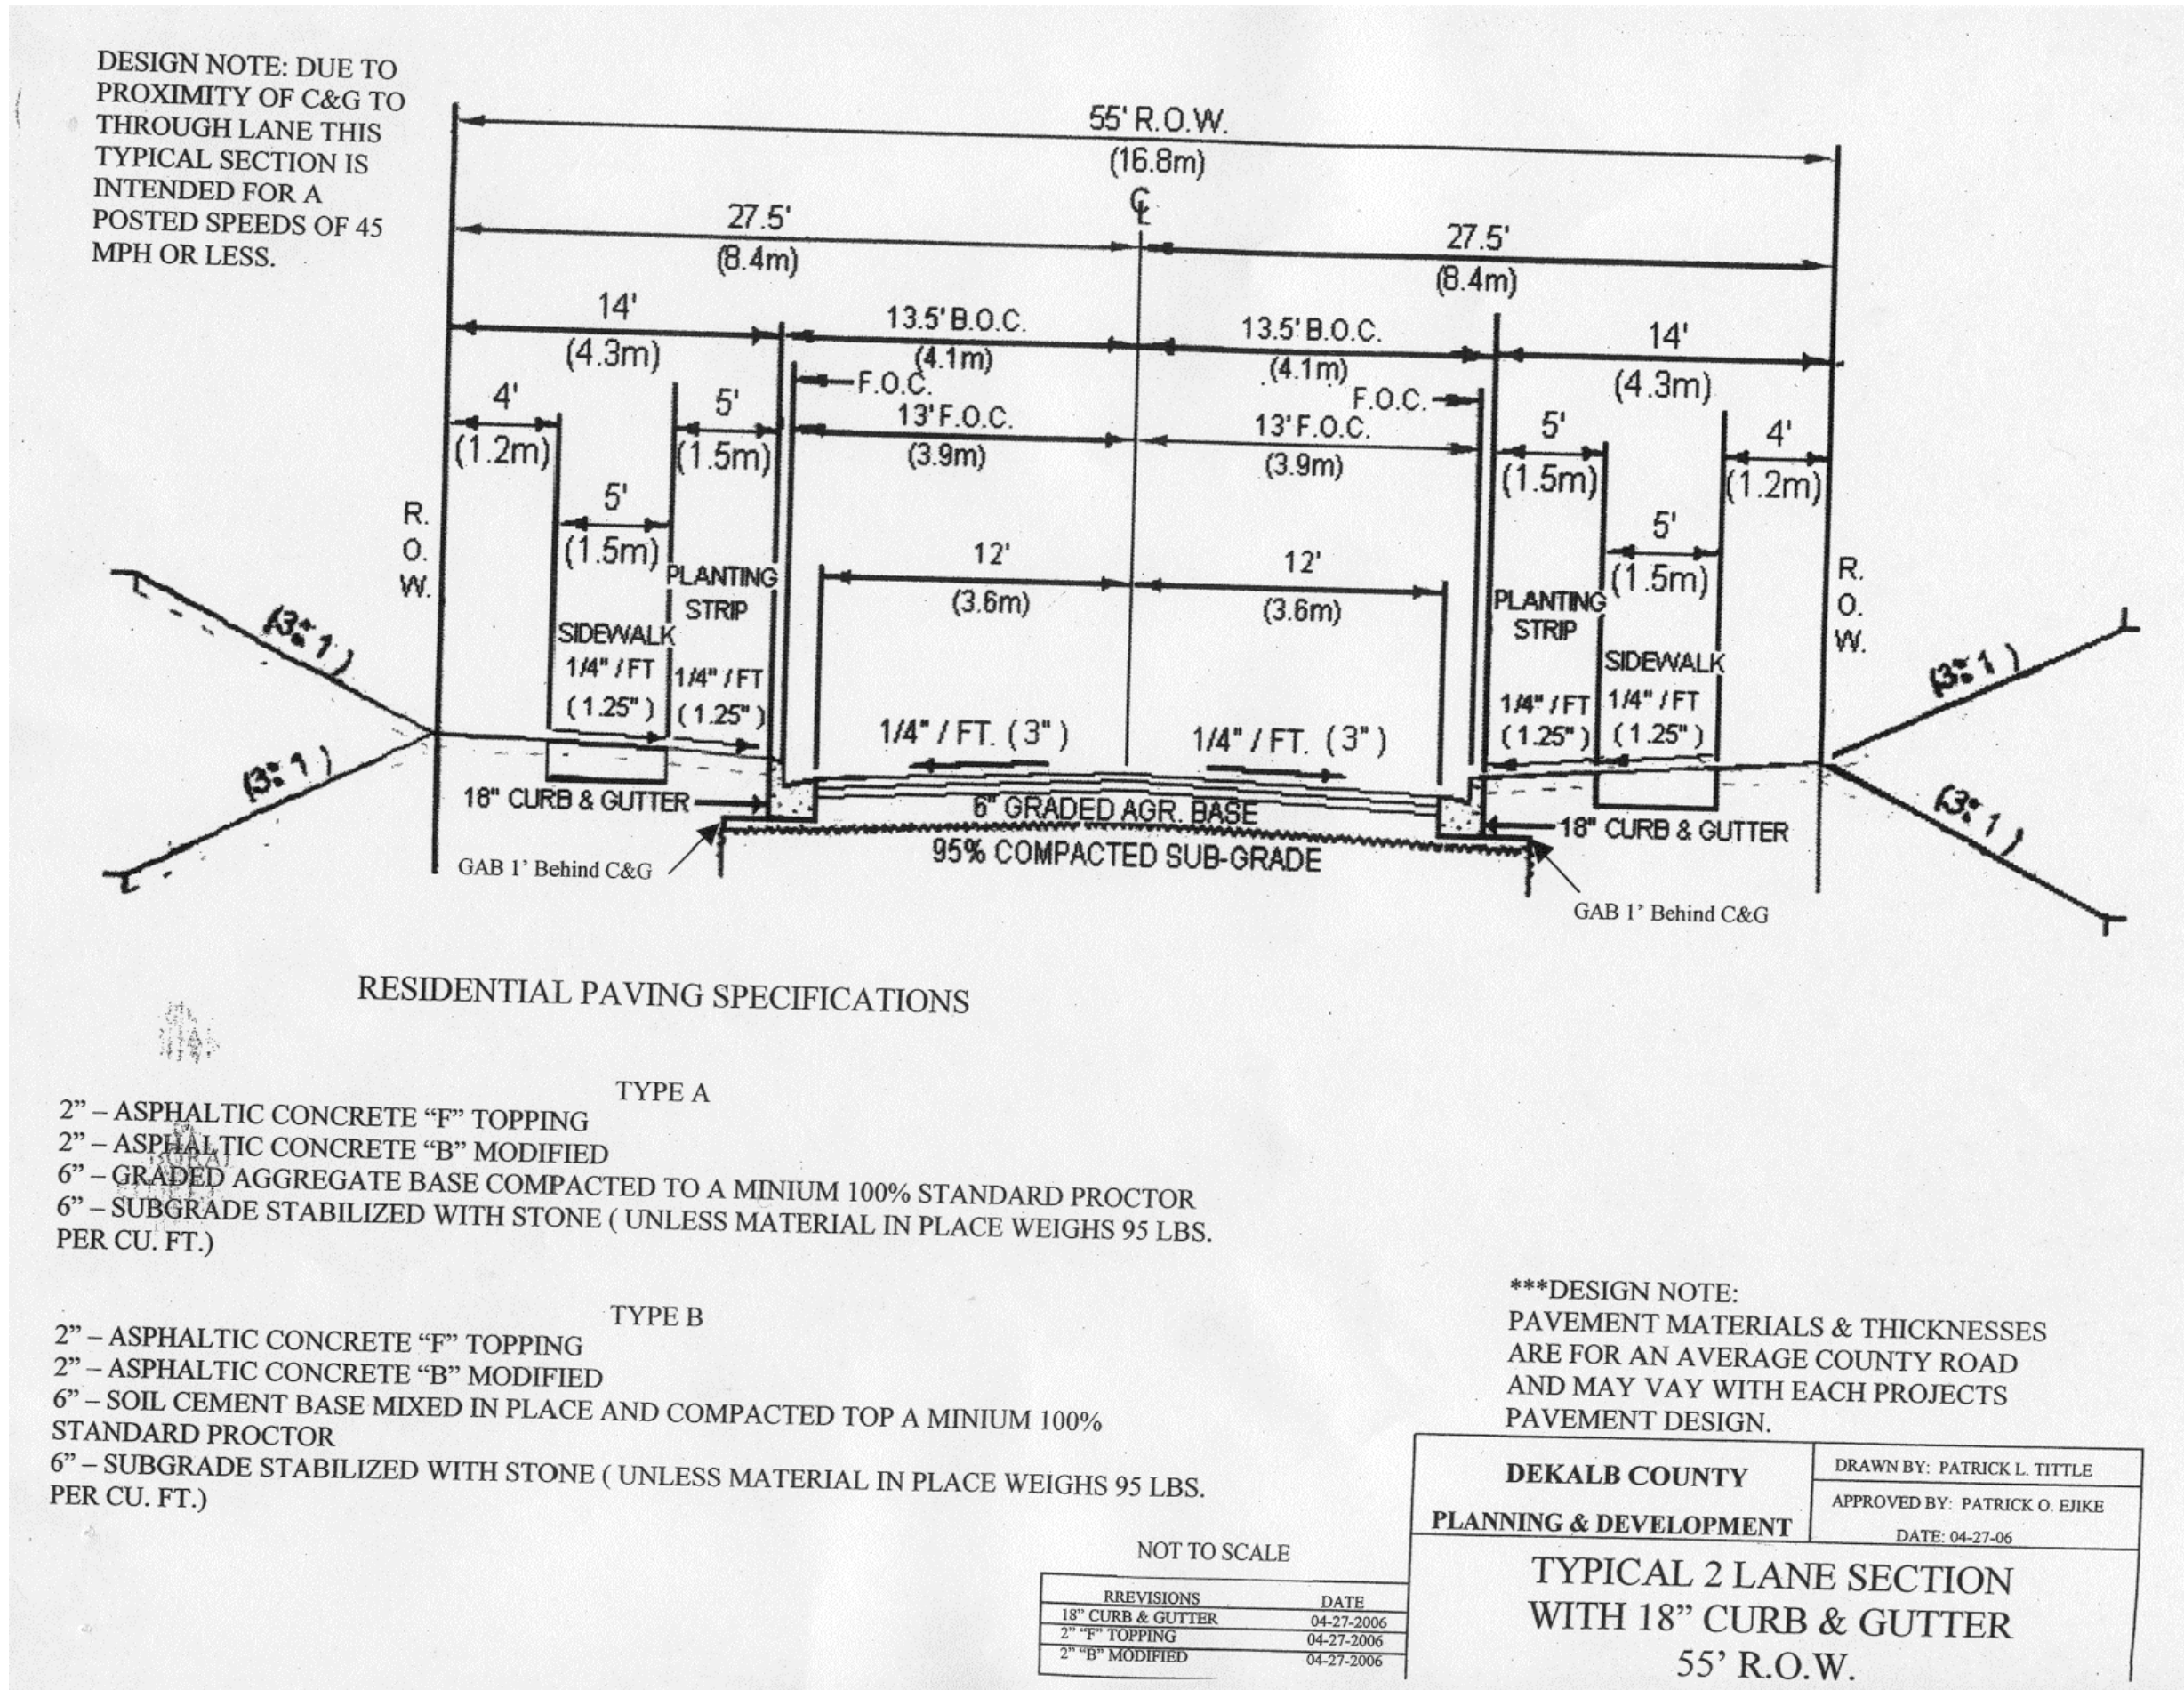 DESIGN NOTE: DUE TO
PROXIMITY OF C&G TO
THROUGH LANE THIS
TYPICAL SECTION IS
INTENDED FOR A
POSTED SPEEDS OF 45
MPH OR LESS.
55' R.O.W.
(16.8m)
C̲L
27.5'
(8.4m)
27.5'
(8.4m)
14'
(4.3m)
13.5' B.O.C.
(4.1m)
13.5' B.O.C.
(4.1m)
14'
(4.3m)
F.O.C.
F.O.C.
4'
(1.2m)
5'
(1.5m)
13' F.O.C.
(3.9m)
13' F.O.C.
(3.9m)
5'
(1.5m)
4'
(1.2m)
R.
O.
W.
5'
(1.5m)
5'
(1.5m)
R.
O.
W.
PLANTING
STRIP
12'
(3.6m)
12'
(3.6m)
PLANTING
STRIP
SIDEWALK
1/4" / FT
(1.25")
1/4" / FT
(1.25")
SIDEWALK
1/4" / FT
(1.25")
1/4" / FT
(1.25")
(3:1)
(3:1)
(3:1)
(3:1)
1/4" / FT. (3")
1/4" / FT. (3")
18" CURB & GUTTER
6" GRADED AGR. BASE
18" CURB & GUTTER
95% COMPACTED SUB-GRADE
GAB 1’ Behind C&G
GAB 1’ Behind C&G
RESIDENTIAL PAVING SPECIFICATIONS
TYPE A
2” – ASPHALTIC CONCRETE “F” TOPPING
2” – ASPHALTIC CONCRETE “B” MODIFIED
6” – GRADED AGGREGATE BASE COMPACTED TO A MINIUM 100% STANDARD PROCTOR
6” – SUBGRADE STABILIZED WITH STONE ( UNLESS MATERIAL IN PLACE WEIGHS 95 LBS.
PER CU. FT.)
TYPE B
2” – ASPHALTIC CONCRETE “F” TOPPING
2” – ASPHALTIC CONCRETE “B” MODIFIED
6” – SOIL CEMENT BASE MIXED IN PLACE AND COMPACTED TOP A MINIUM 100%
STANDARD PROCTOR
6” – SUBGRADE STABILIZED WITH STONE ( UNLESS MATERIAL IN PLACE WEIGHS 95 LBS.
PER CU. FT.)
***DESIGN NOTE:
PAVEMENT MATERIALS & THICKNESSES
ARE FOR AN AVERAGE COUNTY ROAD
AND MAY VAY WITH EACH PROJECTS
PAVEMENT DESIGN.
DEKALB COUNTY
PLANNING & DEVELOPMENT
DRAWN BY: PATRICK L. TITTLE
APPROVED BY: PATRICK O. EJIKE
DATE: 04-27-06
TYPICAL 2 LANE SECTION
WITH 18” CURB & GUTTER
55’ R.O.W.
NOT TO SCALE
RREVISIONS DATE
18” CURB & GUTTER 04-27-2006
2” “F” TOPPING 04-27-2006
2” “B” MODIFIED 04-27-2006